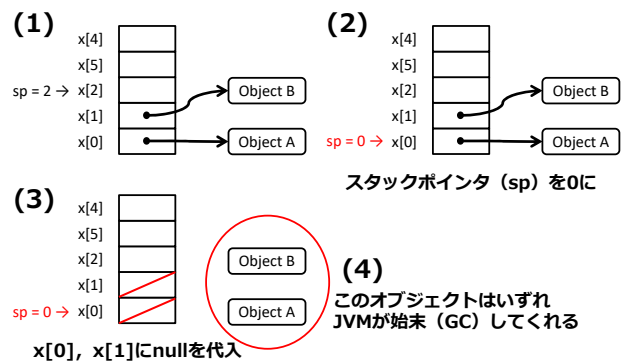 (1)
x[4]
x[5]
sp = 2 → x[2]
x[1]
x[0]
Object B
Object A
(2)
x[4]
x[5]
x[2]
x[1]
sp = 0 → x[0]
Object B
Object A
スタックポインタ（sp）を0に
(3)
x[4]
x[5]
x[2]
x[1]
sp = 0 → x[0]
Object B
Object A
x[0]，x[1]にnullを代入
(4)
このオブジェクトはいずれ
JVMが始末（GC）してくれる